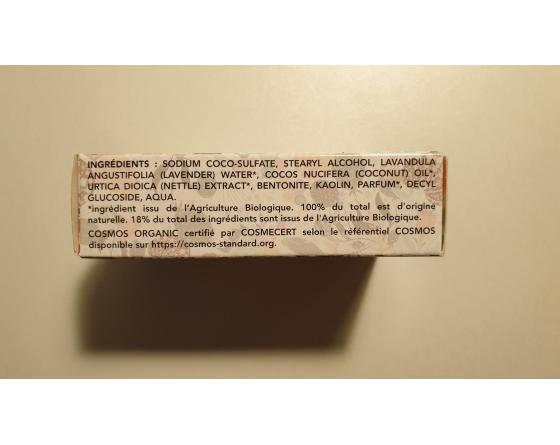 INGRÉDIENTS : SODIUM COCO-SULFATE, STEARYL ALCOHOL, LAVANDULA
ANGUSTIFOLIA (LAVENDER) WATER*, COCOS NUCIFERA (COCONUT) OIL*,
URTICA DIOICA (NETTLE) EXTRACT*, BENTONITE, KAOLIN, PARFUM*, DECYL
GLUCOSIDE, AQUA.
*ingrédient issu de l'Agriculture Biologique. 100% du total est d'origine
naturelle. 18% du total des ingrédients sont issus de l'Agriculture Biologique.
COSMOS ORGANIC certifié par COSMECERT selon le référentiel COSMOS
disponible sur https://cosmos-standard.org.